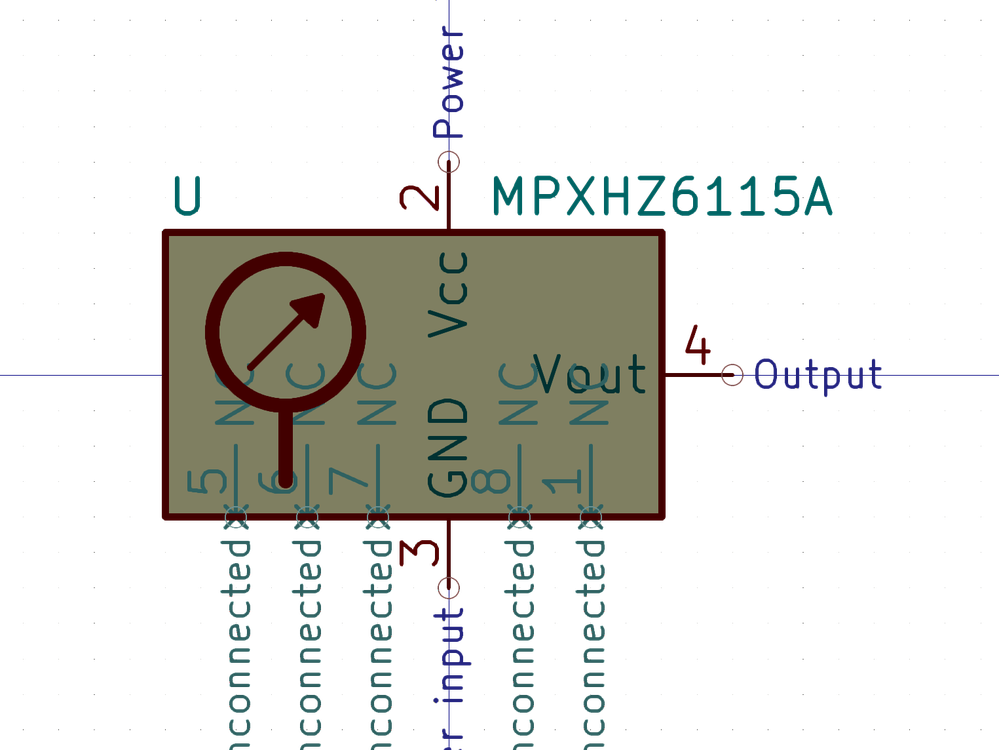 Power
U
2
MPXHZ6115A
Vcc
4
Vout
Output
NC
NC
NC
GND
NC
NC
5
6
7
8
1
3
nconnected
nconnected
nconnected
er input
nconnected
nconnected